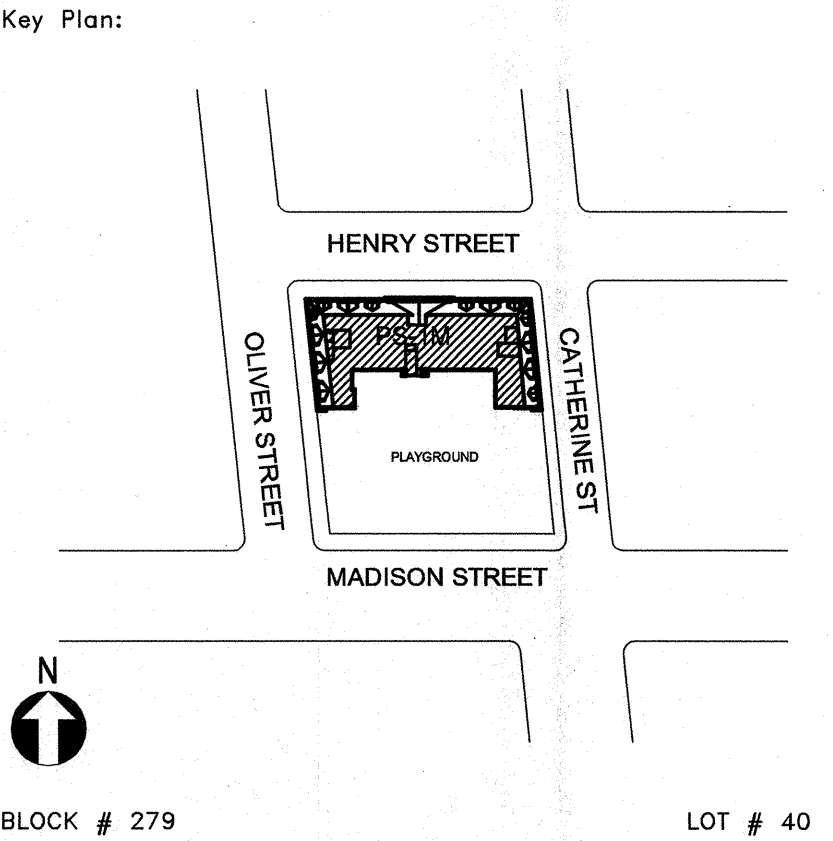 Key Plan:
HENRY STREET
PS-1M
OLIVER STREET
CATHERINE ST
PLAYGROUND
MADISON STREET
N
BLOCK # 279
LOT # 40